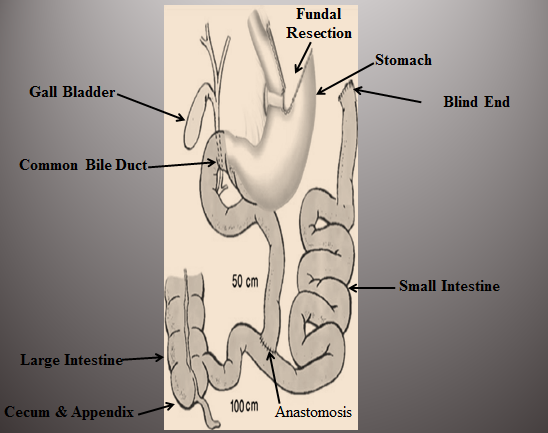 Fundal
Resection
Stomach
Gall Bladder
Blind End
Common Bile Duct
50 cm
Small Intestine
Large Intestine
Cecum & Appendix
100 cm
Anastomosis